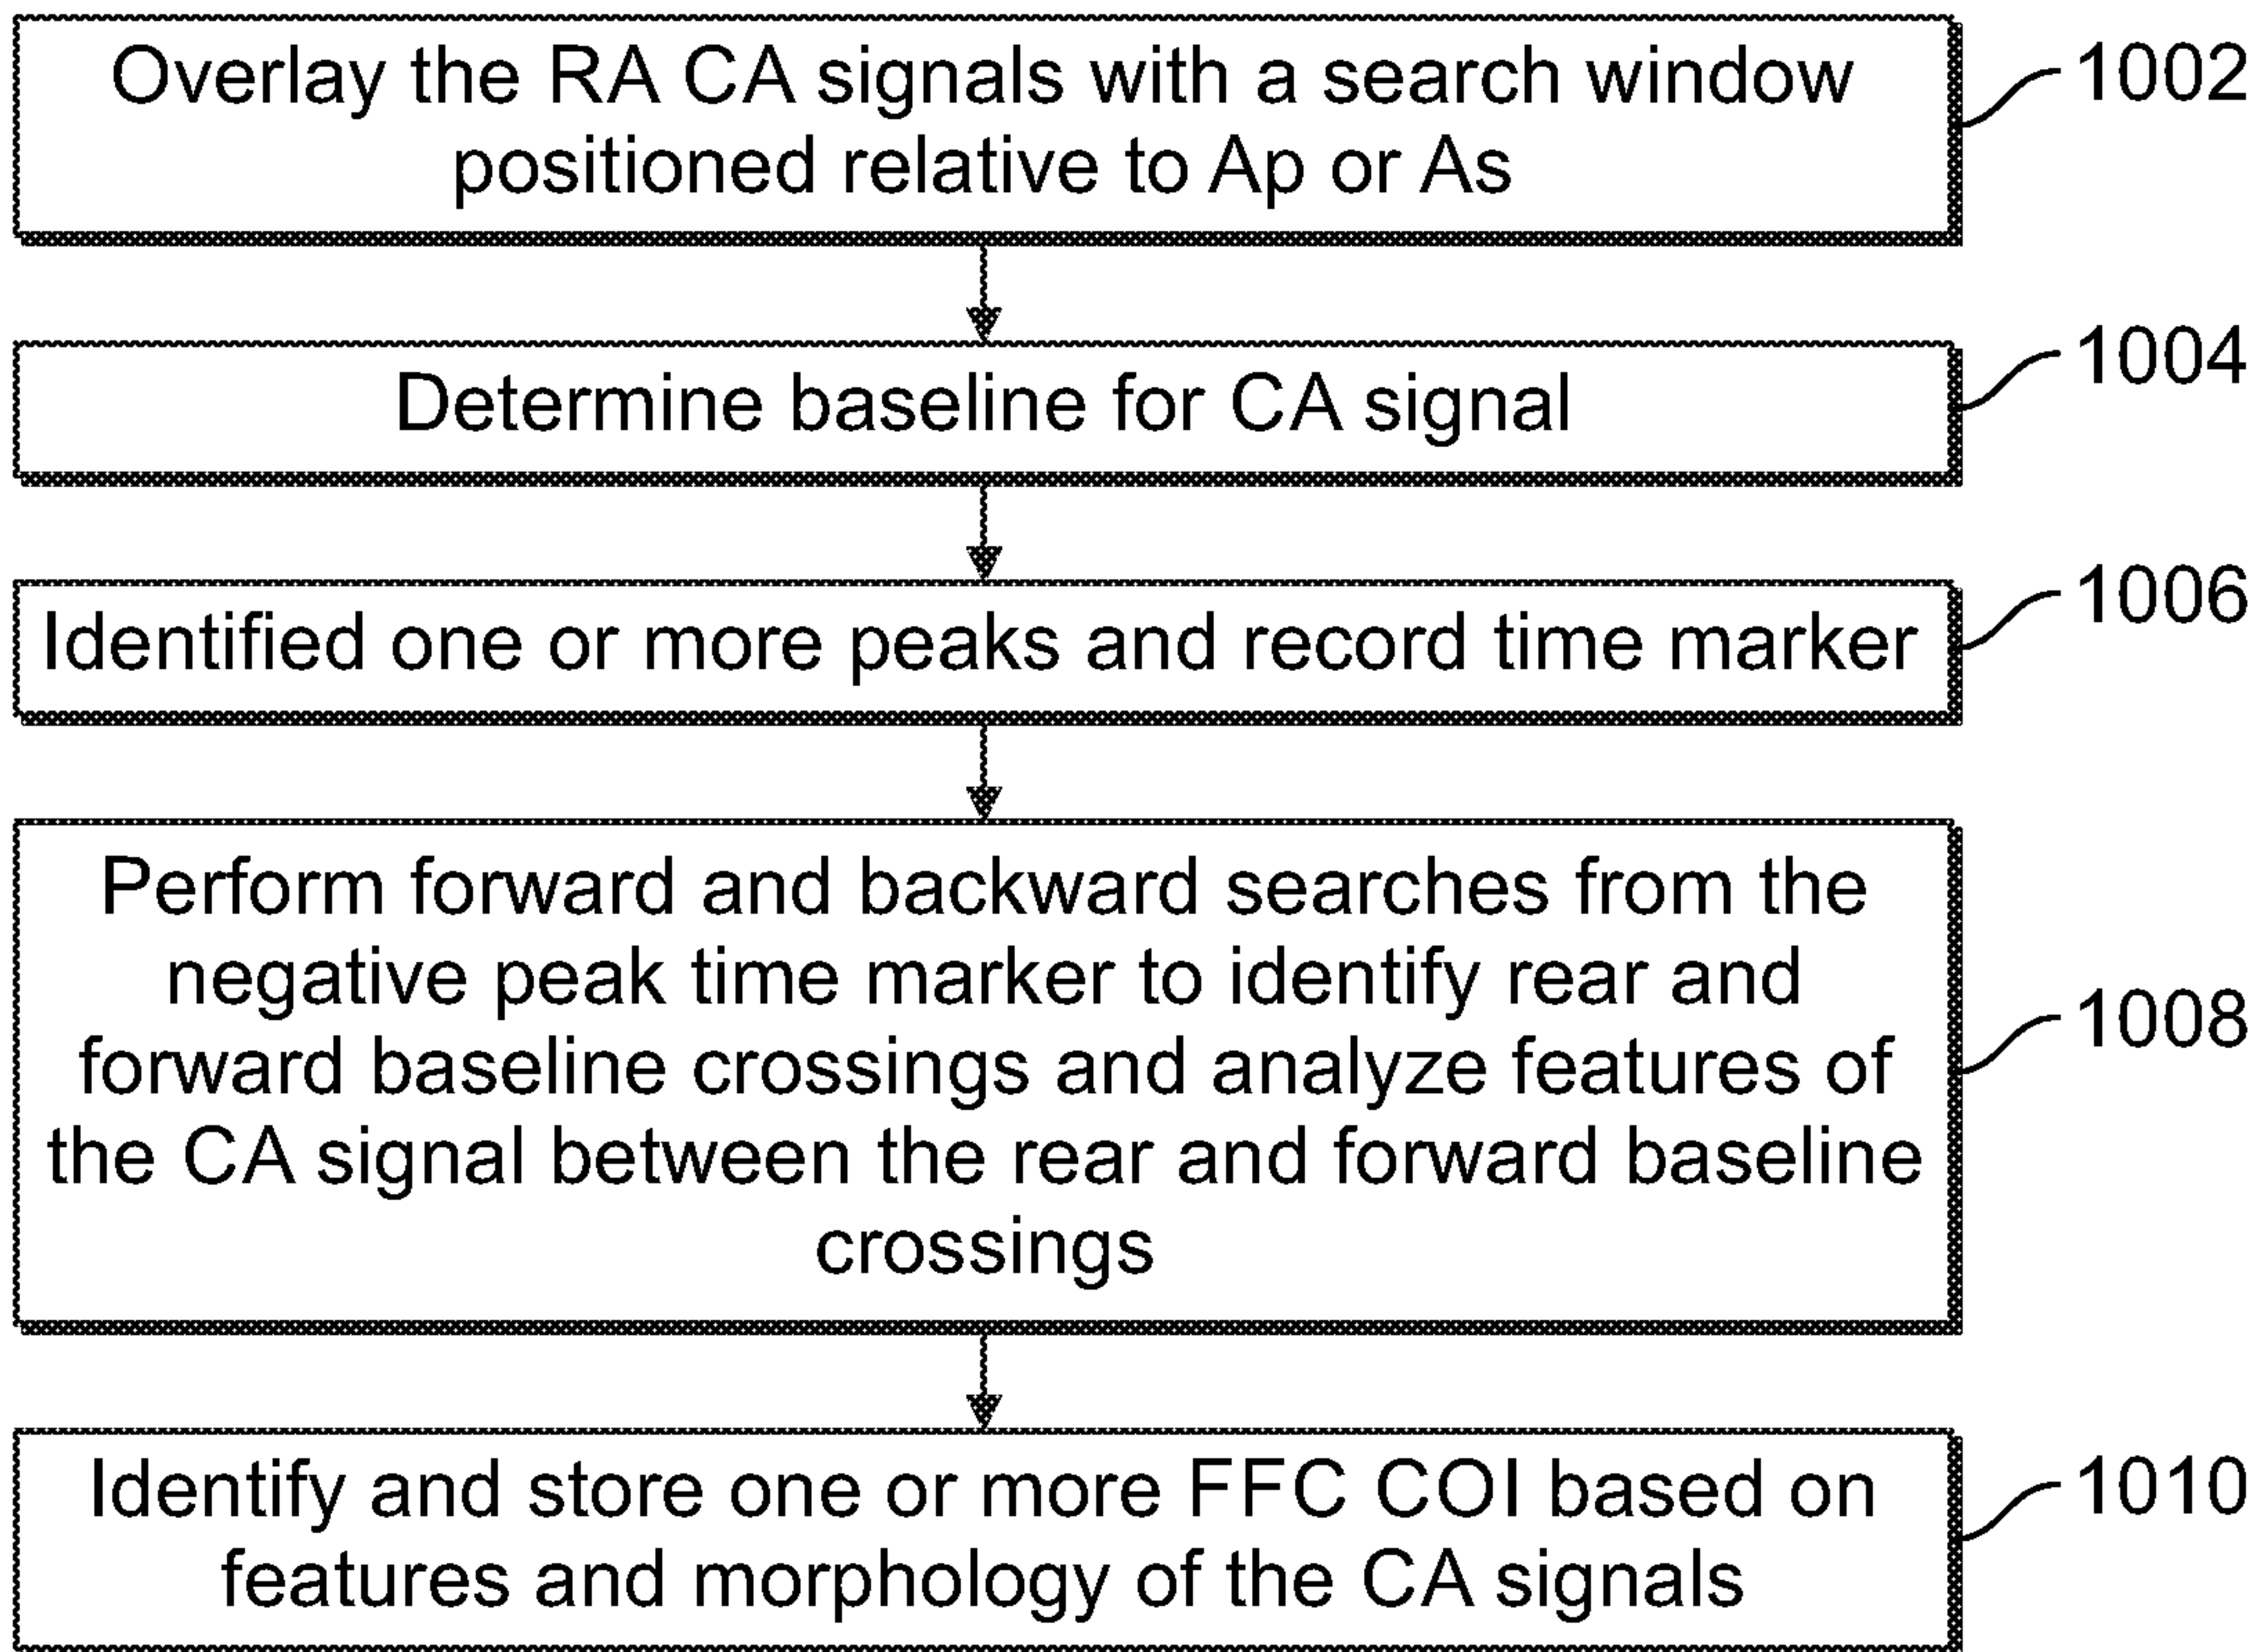 Overlay the RA CA signals with a search window
positioned relative to Ap or As
1002
Determine baseline for CA signal
1004
Identified one or more peaks and record time marker
1006
Perform forward and backward searches from the
negative peak time marker to identify rear and
forward baseline crossings and analyze features of
the CA signal between the rear and forward baseline
crossings
1008
Identify and store one or more FFC COI based on
features and morphology of the CA signals
1010